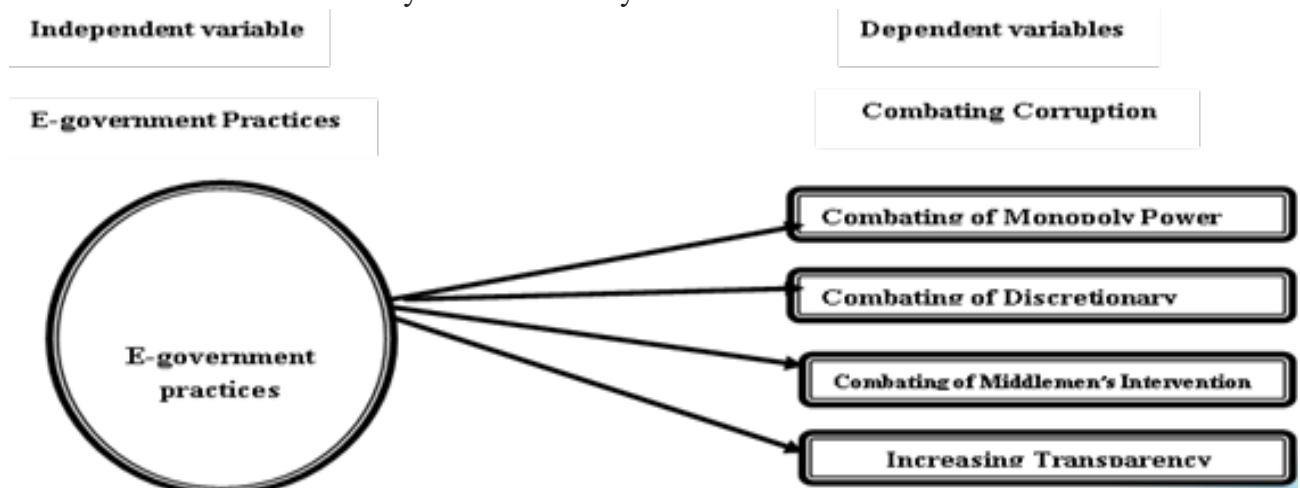 Independent variable
Dependent variables
E-government Practices
Combating Corruption
E-government
practices
Combating of Monopoly Power
Combating of Discretionary
Combating of Middlemen's Intervention
Increasing Transparency